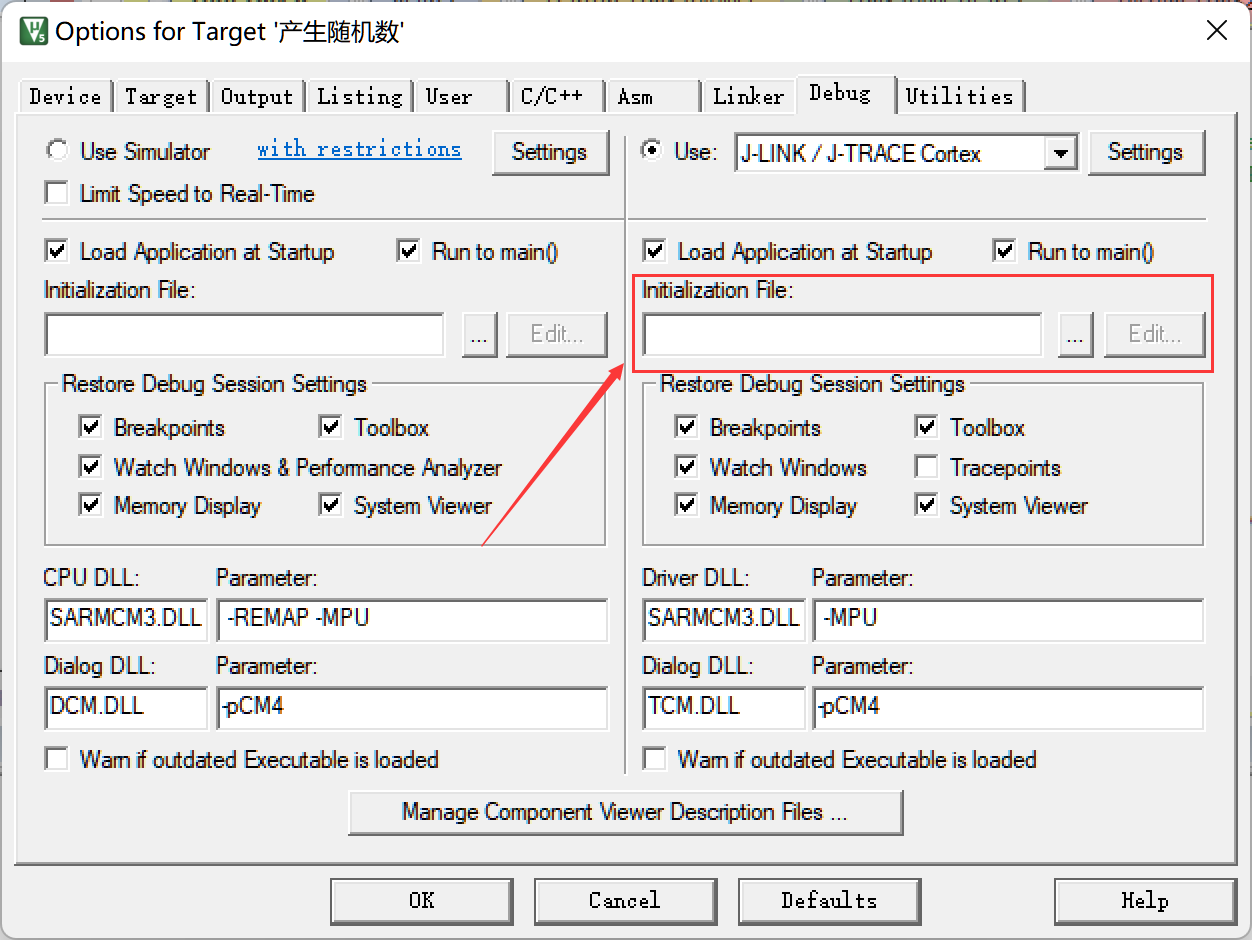 Options for Target '产生随机数'
Device Target Output Listing User C/C++ Asm Linker Debug Utilities
Use Simulator with restrictions Settings
Limit Speed to Real-Time
Use: J-LINK / J-TRACE Cortex Settings
Load Application at Startup Run to main()
Initialization File:
... Edit...
Restore Debug Session Settings
Breakpoints Toolbox
Watch Windows & Performance Analyzer
Memory Display System Viewer
CPU DLL: Parameter:
SARMCM3.DLL -REMAP -MPU
Dialog DLL: Parameter:
DCM.DLL -pCM4
Warn if outdated Executable is loaded
Load Application at Startup Run to main()
Initialization File:
... Edit...
Restore Debug Session Settings
Breakpoints Toolbox
Watch Windows Tracepoints
Memory Display System Viewer
Driver DLL: Parameter:
SARMCM3.DLL -MPU
Dialog DLL: Parameter:
TCM.DLL -pCM4
Warn if outdated Executable is loaded
Manage Component Viewer Description Files ...
OK Cancel Defaults Help